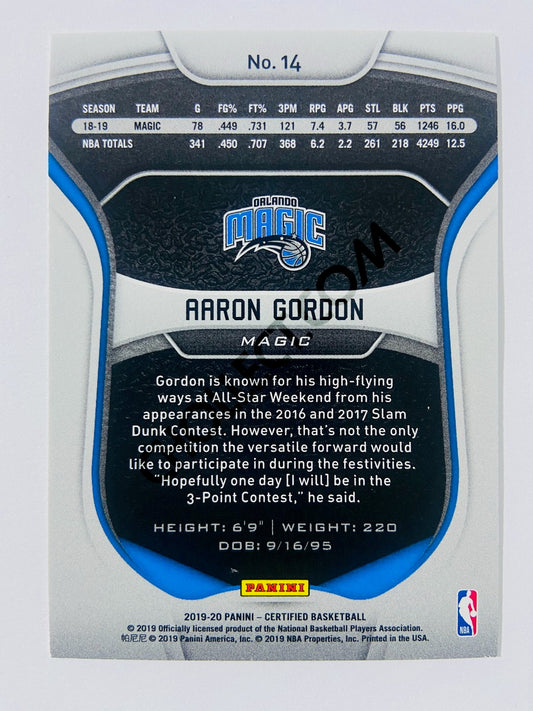 No. 14
SEASON TEAM G FG% FT% 3PM RPG APG STL BLK PTS PPG
18-19 MAGIC 78 .449 .731 121 7.4 3.7 57 56 1246 16.0
NBA TOTALS 341 .450 .707 368 6.2 2.2 261 218 4249 12.5
ORLANDO
MAGIC
AARON GORDON
MAGIC
Gordon is known for his high-flying
ways at All-Star Weekend from his
appearances in the 2016 and 2017 Slam
Dunk Contest. However, that's not the only
competition the versatile forward would
like to participate in during the festivities.
"Hopefully one day [I will] be in the
3-Point Contest," he said.
HEIGHT: 6'9" | WEIGHT: 220
DOB: 9/16/95
PANINI
2019-20 PANINI – CERTIFIED BASKETBALL
© 2019 Officially licensed product of the National Basketball Players Association.
帕尼尼 © 2019 Panini America, Inc. © 2019 NBA Properties, Inc. Printed in the USA.
NBA